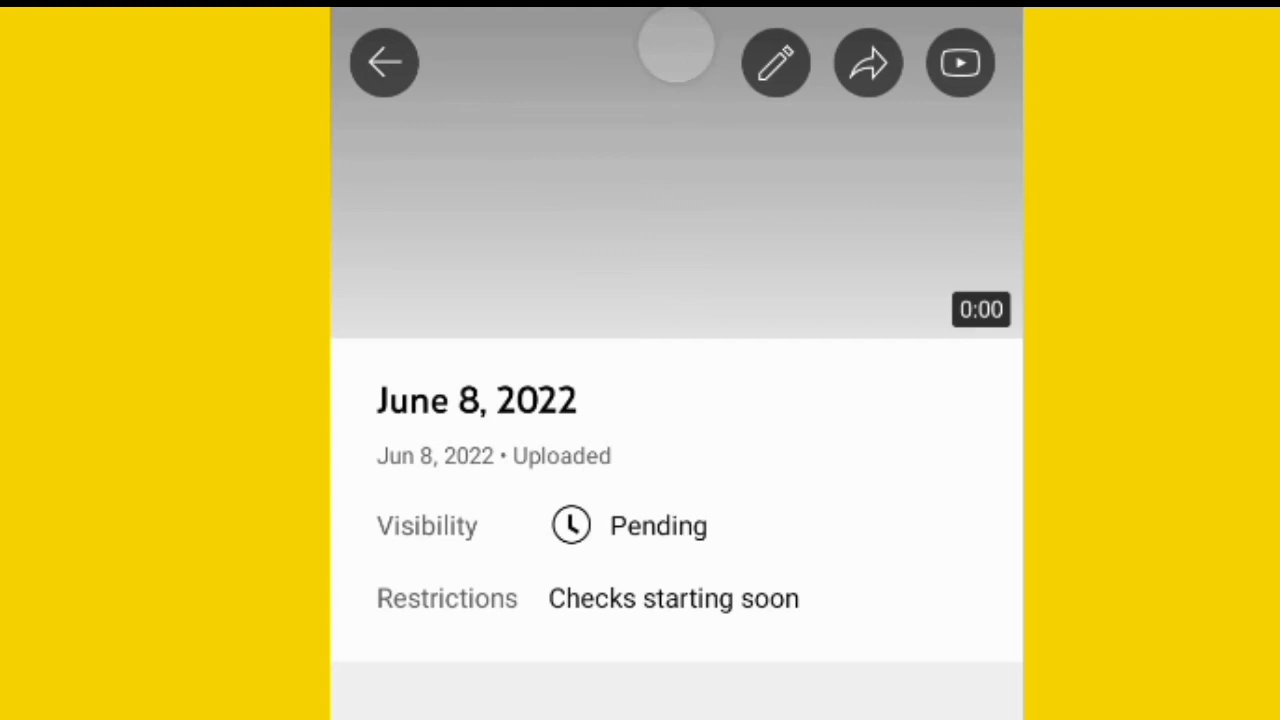 0:00
June 8, 2022
Jun 8, 2022 • Uploaded
Visibility Pending
Restrictions Checks starting soon